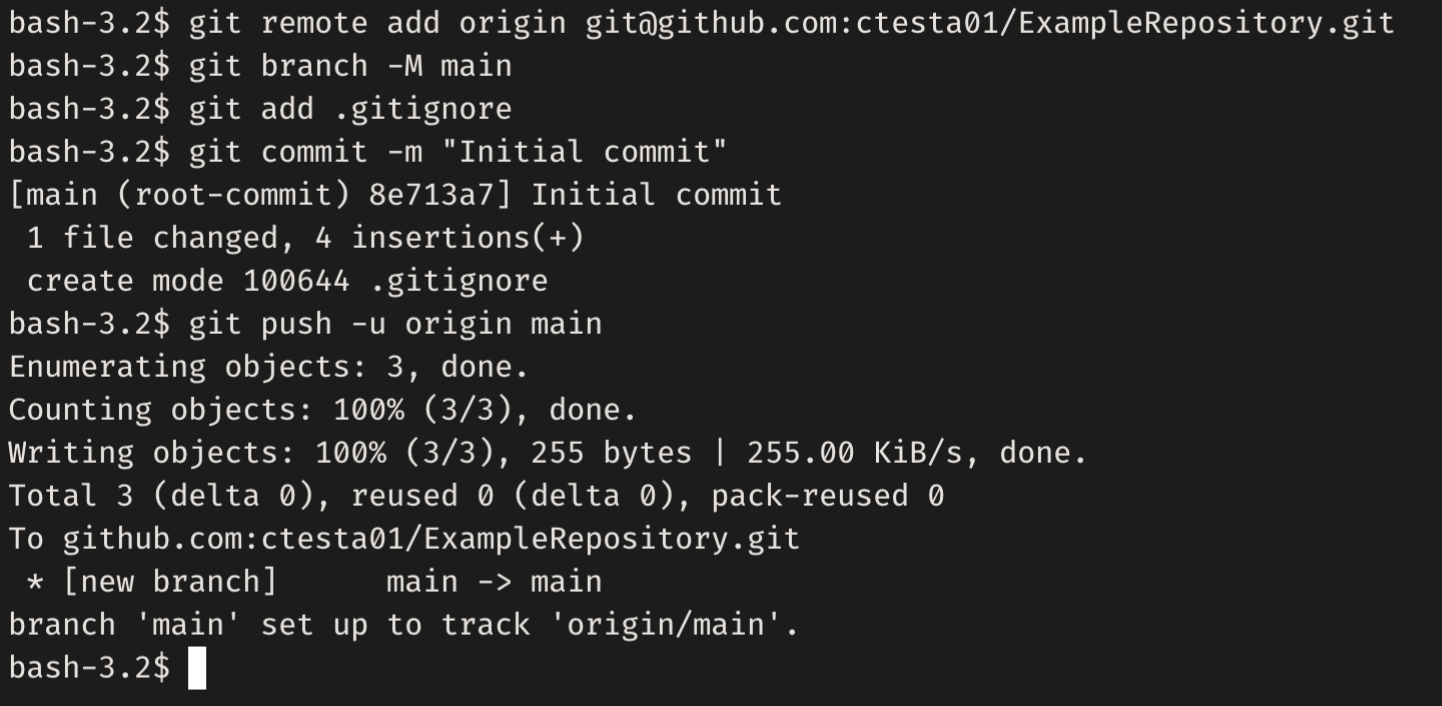 bash-3.2$ git remote add origin git@github.com:ctesta01/ExampleRepository.git
bash-3.2$ git branch -M main
bash-3.2$ git add .gitignore
bash-3.2$ git commit -m "Initial commit"
[main (root-commit) 8e713a7] Initial commit
 1 file changed, 4 insertions(+)
 create mode 100644 .gitignore
bash-3.2$ git push -u origin main
Enumerating objects: 3, done.
Counting objects: 100% (3/3), done.
Writing objects: 100% (3/3), 255 bytes | 255.00 KiB/s, done.
Total 3 (delta 0), reused 0 (delta 0), pack-reused 0
To github.com:ctesta01/ExampleRepository.git
 * [new branch]      main -> main
branch 'main' set up to track 'origin/main'.
bash-3.2$